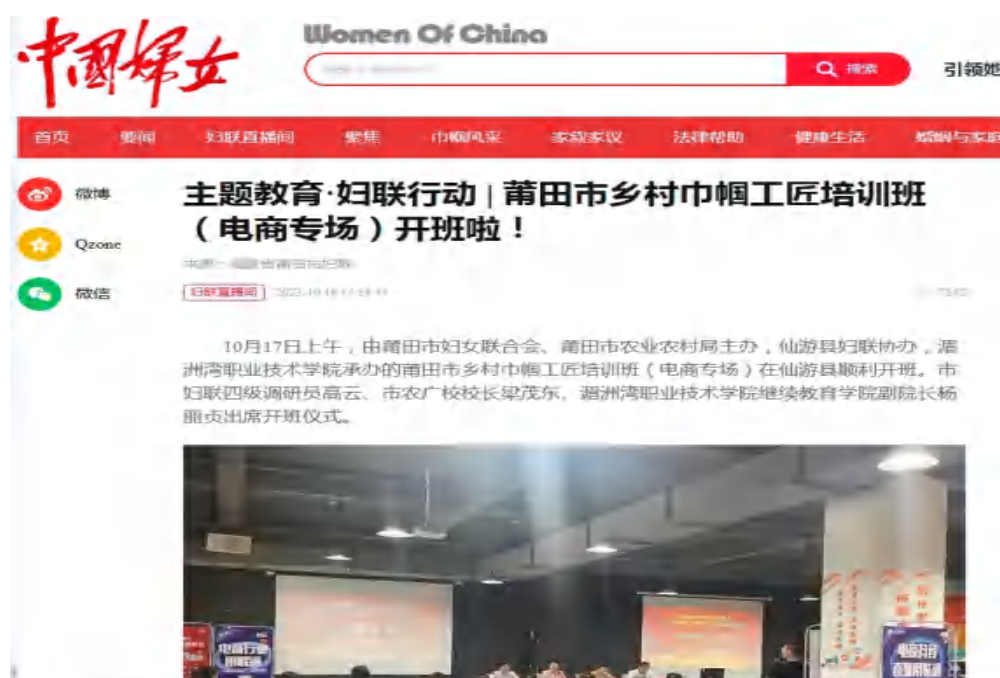 中国妇女
Women Of China
搜索
引领她
首页 要闻 妇联直播间 聚焦 巾帼风采 家叔家议 法律帮助 健康生活 婚姻与家庭
微博
Qzone
微信
主题教育·妇联行动 | 莆田市乡村巾帼工匠培训班
（电商专场）开班啦！
妇联直播间
10月17日上午，由莆田市妇女联合会、莆田市农业农村局主办，仙游县妇联协办，湄
洲湾职业技术学院承办的莆田市乡村巾帼工匠培训班（电商专场）在仙游县顺利开班。市
妇联四级调研员高云、市农广校校长梁茂东、湄洲湾职业技术学院继续教育学院副院长杨
丽贞出席开班仪式。